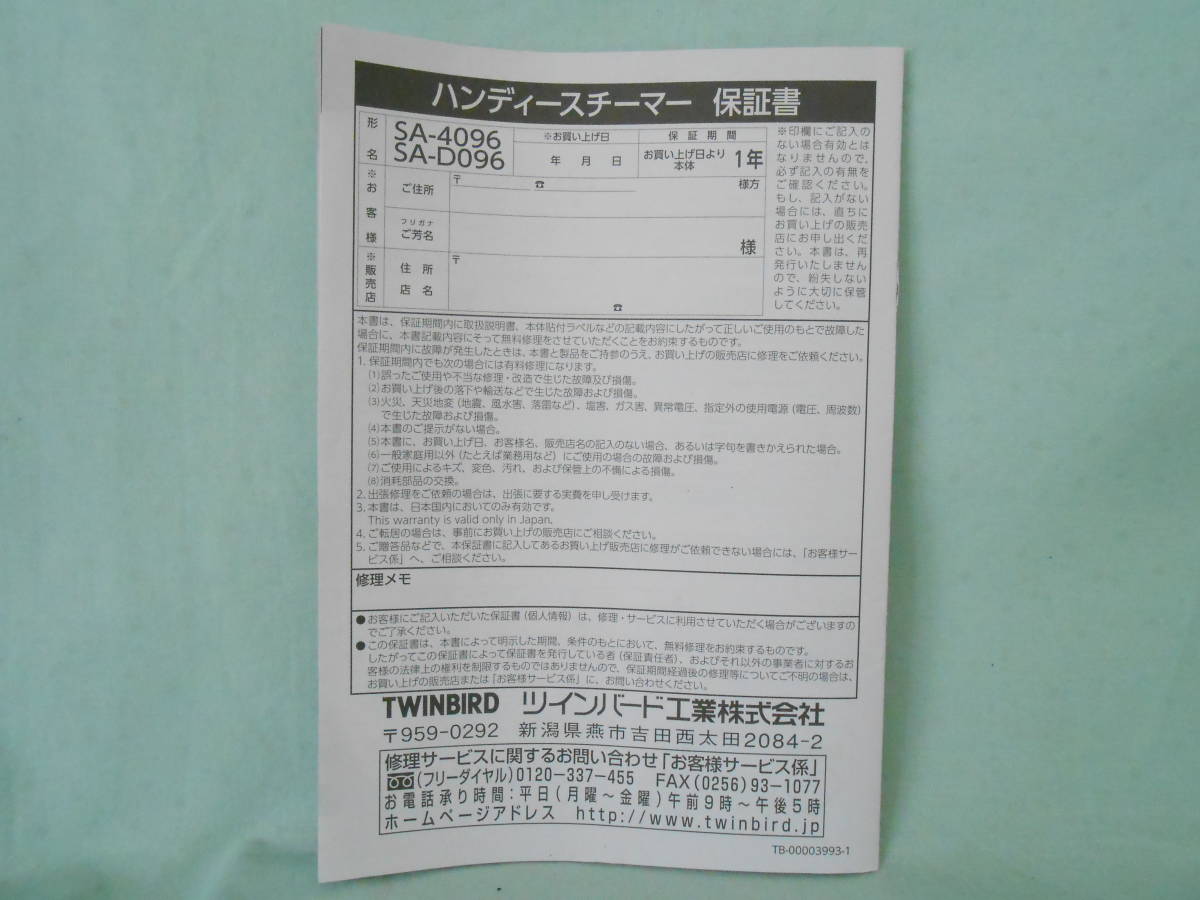 ハンディースチーマー 保証書
形名
SA-4096
SA-D096
※お買い上げ日
年 月 日
保証期間
お買い上げ日より
本体
1年
※お客様
ご住所
〒
☎
様方
フリガナ
ご芳名
様
※販売店
住所
店名
〒
☎
※印欄にご記入の
ない場合有効とは
なりませんので、
必ず記入の有無を
ご確認ください。
もし、記入がない
場合には、直ちに
お買い上げの販売
店にお申し出くだ
さい。本書は、再
発行いたしません
ので、紛失しない
ように大切に保管
してください。
本書は、保証期間内に取扱説明書、本体貼付ラベルなどの記載内容にしたがって正しいご使用のもとで故障した
場合に、本書記載内容にそって無料修理をさせていただくことをお約束するものです。
保証期間内に故障が発生したときは、本書と製品をご持参のうえ、お買い上げの販売店に修理をご依頼ください。
1. 保証期間内でも次の場合には有料修理になります。
(1)誤ったご使用や不当な修理・改造で生じた故障及び損傷。
(2)お買い上げ後の落下や輸送などで生じた故障および損傷。
(3)火災、天災地変(地震、風水害、落雷など)、塩害、ガス害、異常電圧、指定外の使用電源(電圧、周波数)
で生じた故障および損傷。
(4)本書のご提示がない場合。
(5)本書に、お買い上げ日、お客様名、販売店名の記入のない場合、あるいは字句を書きかえられた場合。
(6)一般家庭用以外(たとえば業務用など)にご使用の場合の故障および損傷。
(7)ご使用によるキズ、変色、汚れ、および保管上の不備による損傷。
(8)消耗部品の交換。
2. 出張修理をご依頼の場合は、出張に要する実費を申し受けます。
3. 本書は、日本国内においてのみ有効です。
This warranty is valid only in Japan.
4. ご転居の場合は、事前にお買い上げの販売店にご相談ください。
5. ご贈答品などで、本保証書に記入してあるお買い上げ販売店に修理がご依頼できない場合には、「お客様サー
ビス係」へ、ご相談ください。
修理メモ
●お客様にご記入いただいた保証書(個人情報)は、修理・サービスに利用させていただく場合がございますの
でご了承ください。
●この保証書は、本書によって明示した期間、条件のもとにおいて、無料修理をお約束するものです。
したがってこの保証書によって保証書を発行している者(保証責任者)、およびそれ以外の事業者に対するお
客様の法律上の権利を制限するものではありませんので、保証期間経過後の修理等についてご不明の場合は、
お買い上げの販売店または「お客様サービス係」に、お問い合わせください。
TWINBIRD ツインバード工業株式会社
〒959-0292 新潟県燕市吉田西太田2084-2
修理サービスに関するお問い合わせ「お客様サービス係」
(フリーダイヤル)0120-337-455 FAX(0256)93-1077
お電話承り時間:平日(月曜〜金曜)午前9時〜午後5時
ホームページアドレス http://www.twinbird.jp
TB-00003993-1